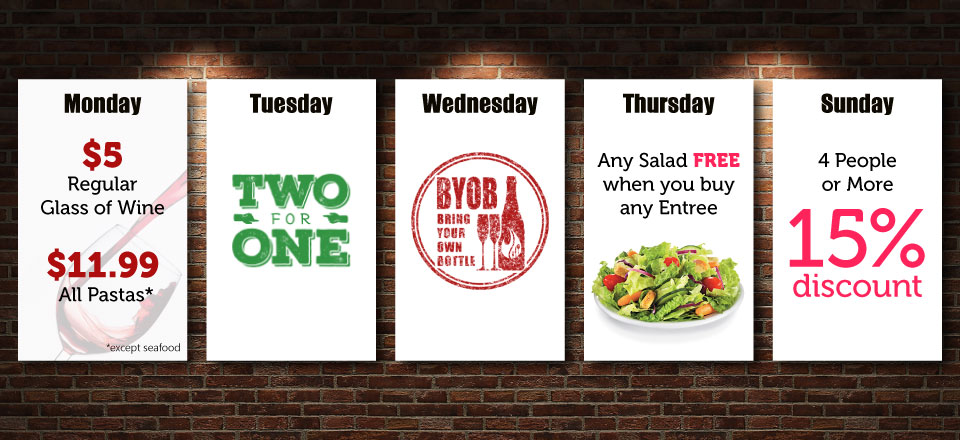 Monday
$5
Regular
Glass of Wine
$11.99
All Pastas*
*except seafood
Tuesday
TWO
FOR
ONE
Wednesday
BYOB
BRING
YOUR
OWN
BOTTLE
Thursday
Any Salad FREE
when you buy
any Entree
Sunday
4 People
or More
15%
discount